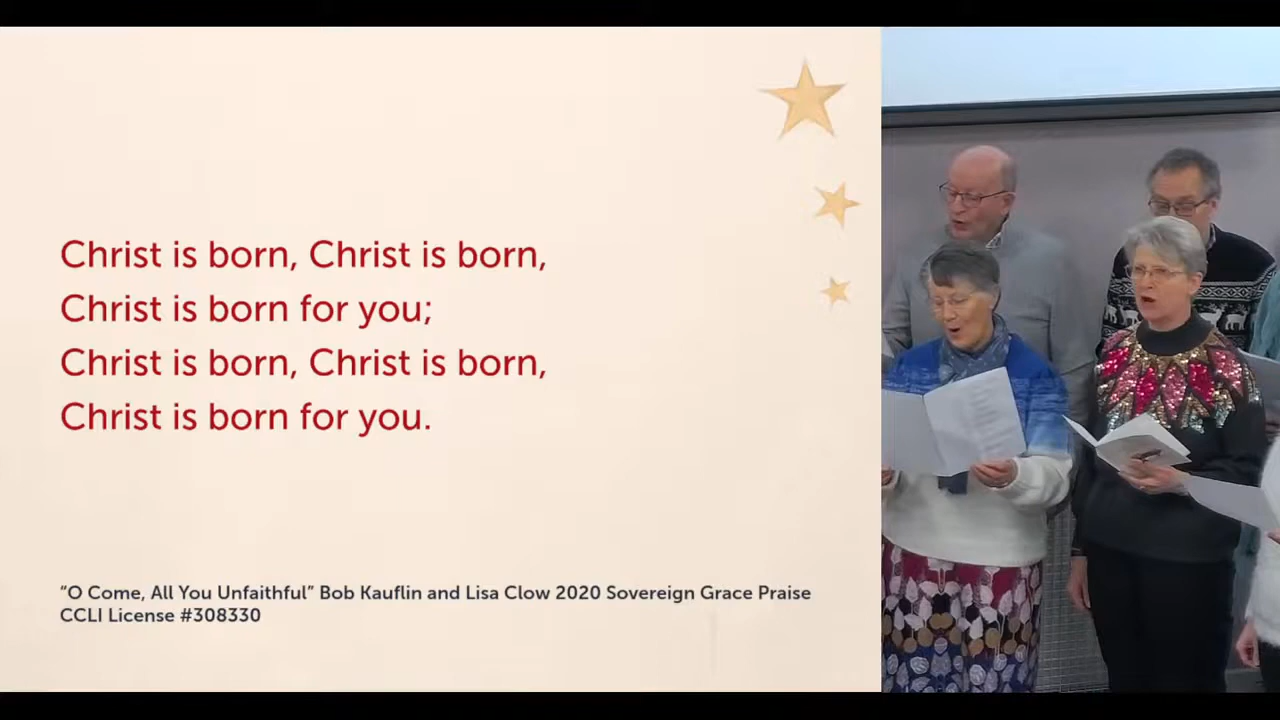 Christ is born, Christ is born,
Christ is born for you;
Christ is born, Christ is born,
Christ is born for you.
“O Come, All You Unfaithful” Bob Kauflin and Lisa Clow 2020 Sovereign Grace Praise
CCLI License #308330